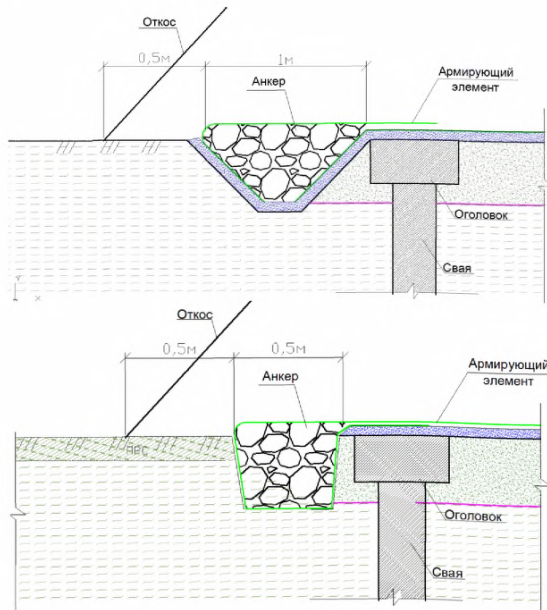 Откос
0,5м
1м
Анкер
Армирующий
элемент
Оголовок
Свая
Y
X
Откос
0,5м
0,5м
Анкер
Армирующий
элемент
ПРС
Оголовок
Свая